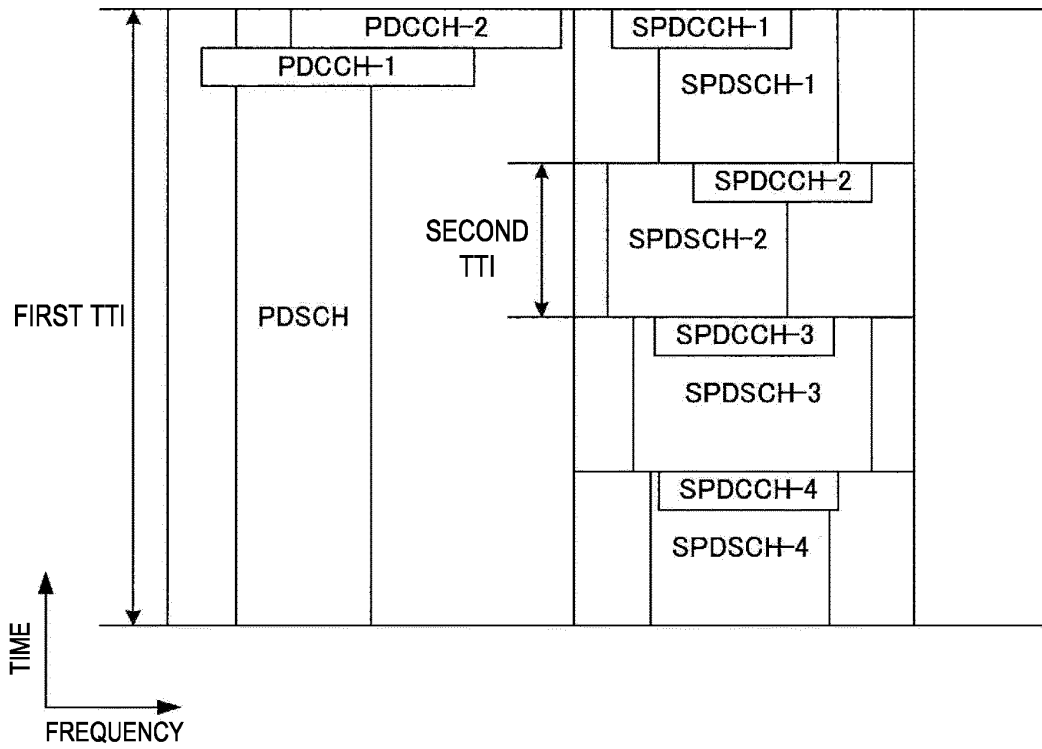 PDCCH-2
SPDCCH-1
PDCCH-1
SPDSCH-1
SPDCCH-2
SECOND
TTI
SPDSCH-2
FIRST TTI
PDSCH
SPDCCH-3
SPDSCH-3
SPDCCH-4
SPDSCH-4
TIME
FREQUENCY